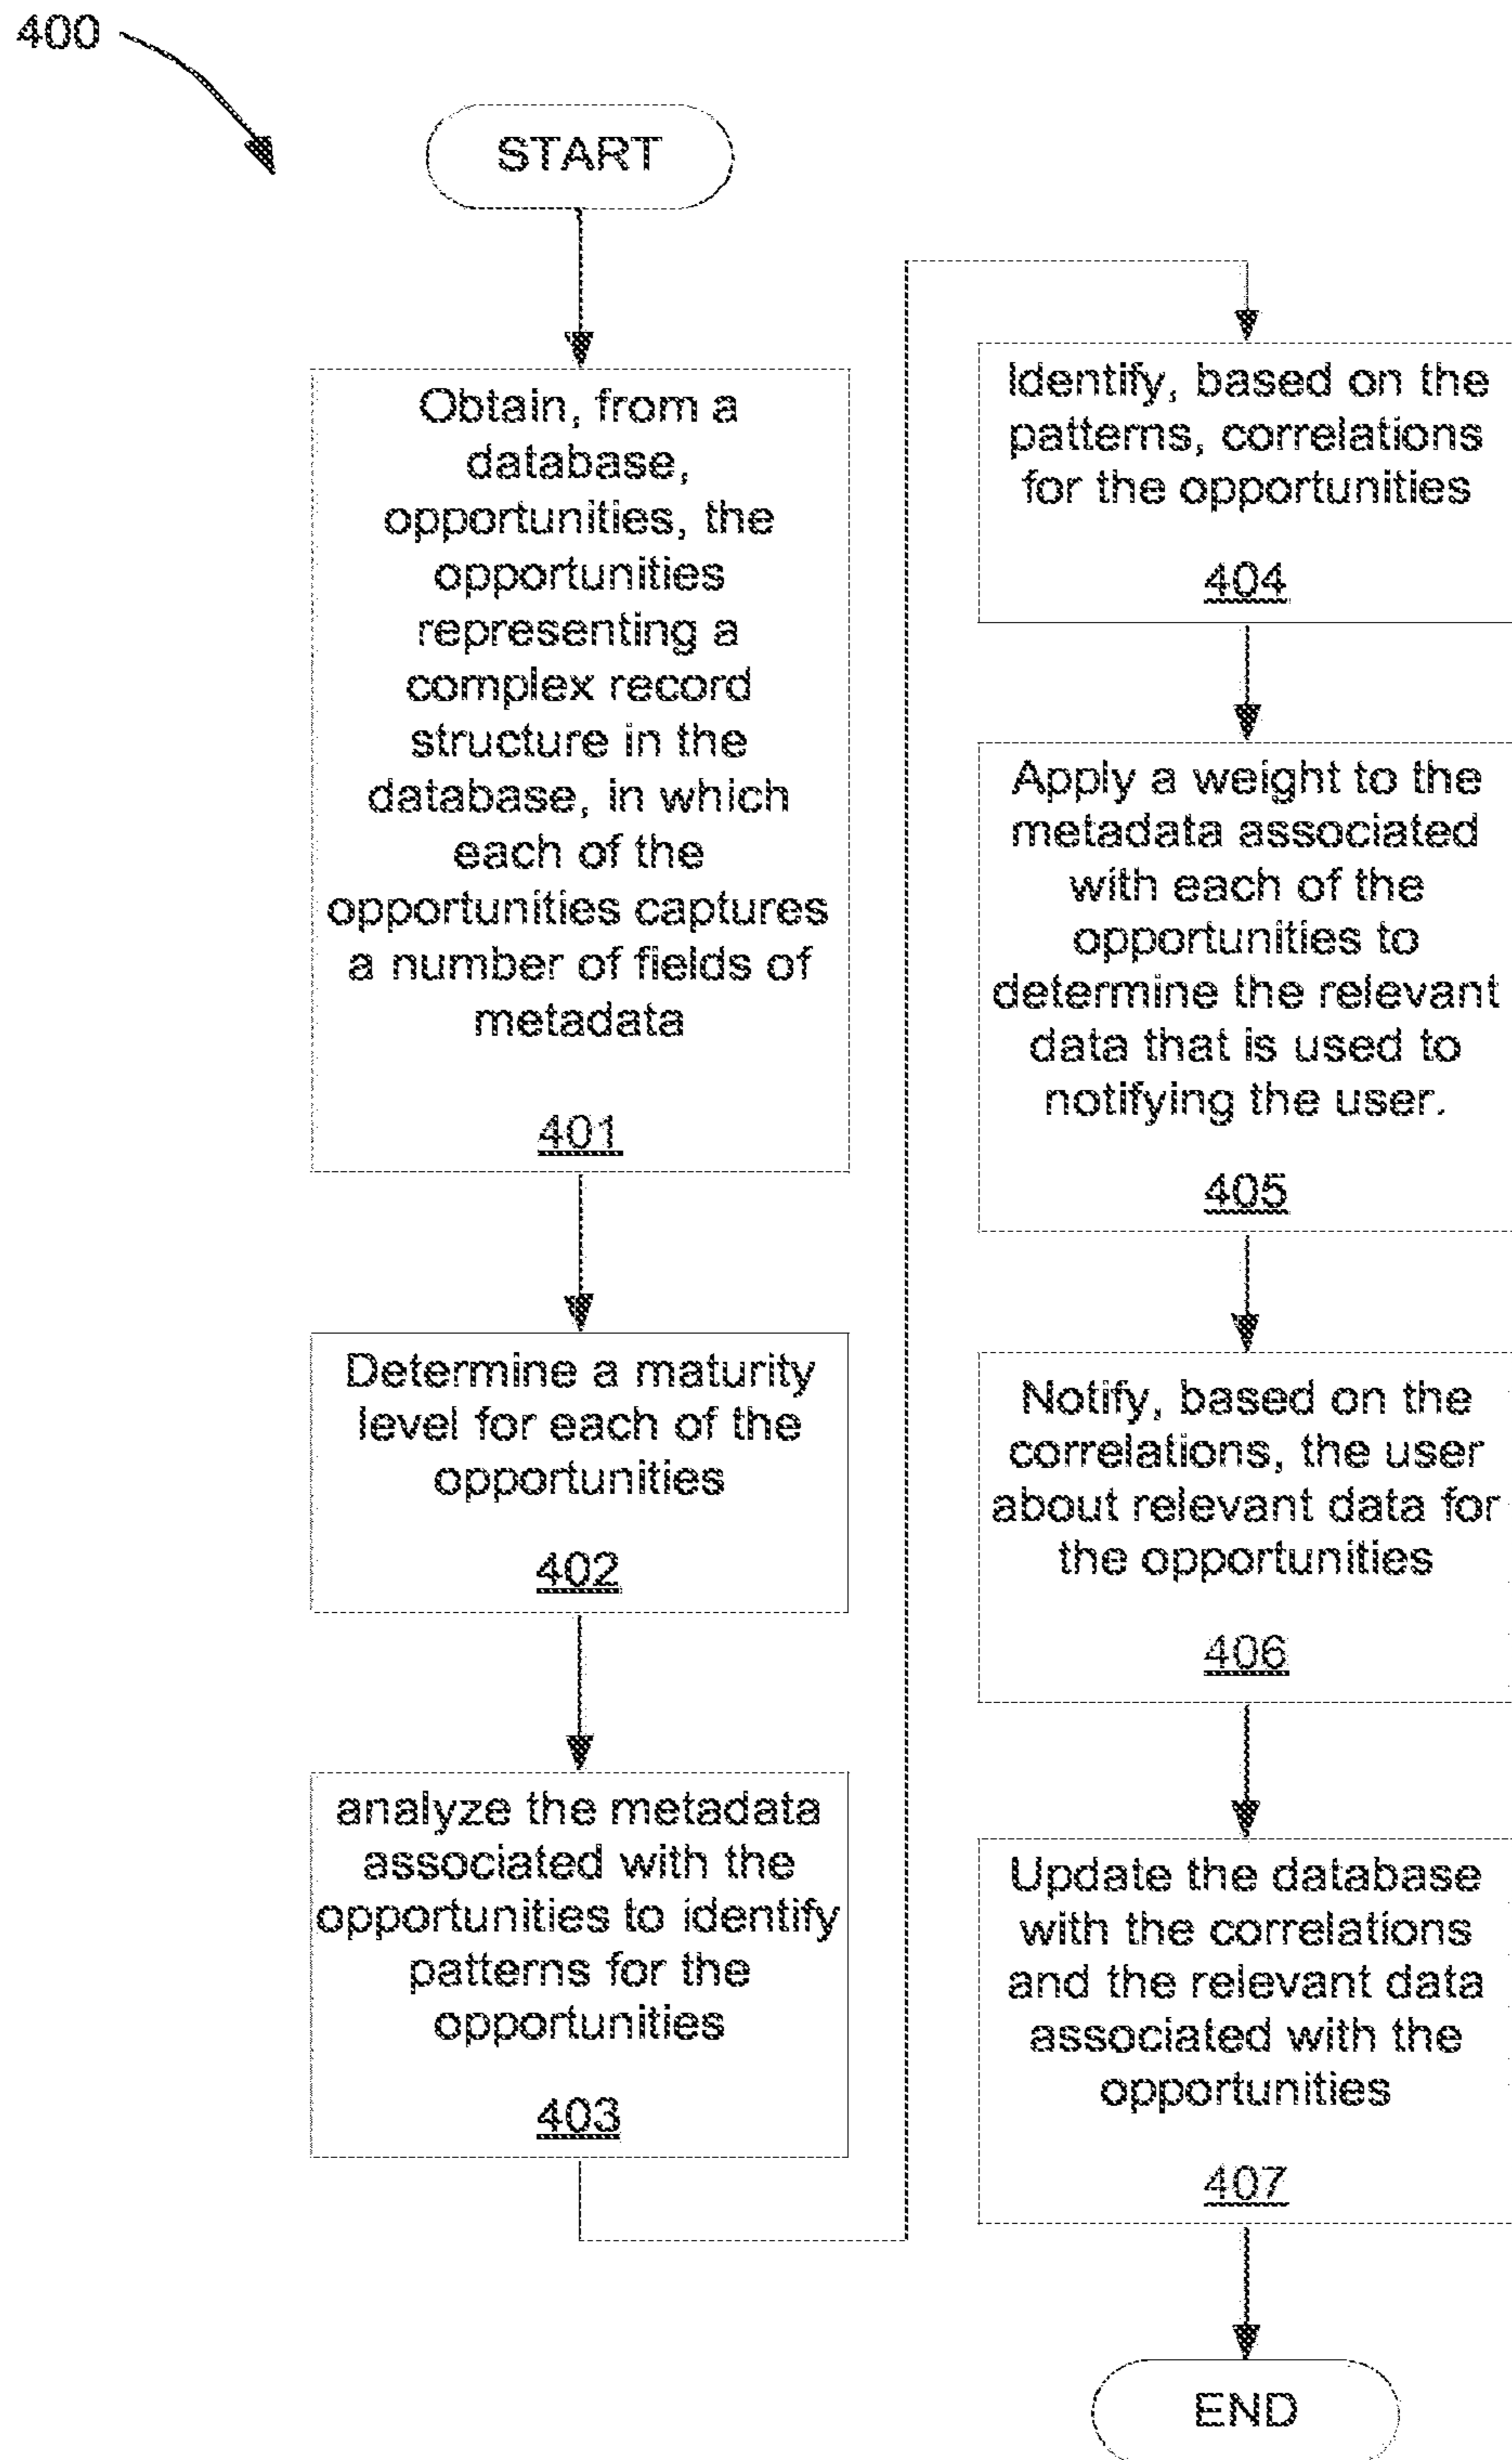 400
START
Obtain, from a
database,
opportunities, the
opportunities
representing a
complex record
structure in the
database, in which
each of the
opportunities captures
a number of fields of
metadata
401
Determine a maturity
level for each of the
opportunities
402
analyze the metadata
associated with the
opportunities to identify
patterns for the
opportunities
403
Identify, based on the
patterns, correlations
for the opportunities
404
Apply a weight to the
metadata associated
with each of the
opportunities to
determine the relevant
data that is used to
notifying the user.
405
Notify, based on the
correlations, the user
about relevant data for
the opportunities
406
Update the database
with the correlations
and the relevant data
associated with the
opportunities
407
END